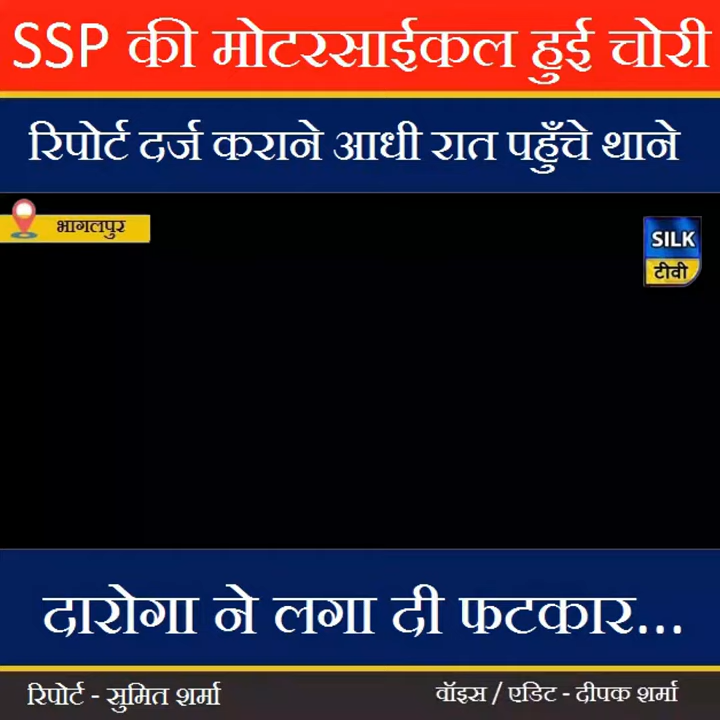 SSP की मोटरसाईकल हुई चोरी
रिपोर्ट दर्ज कराने आधी रात पहुँचे थाने
भागलपुर
SILK
टीवी
दारोगा ने लगा दी फटकार...
रिपोर्ट - सुमित शर्मा
वॉइस / एडिट - दीपक शर्मा